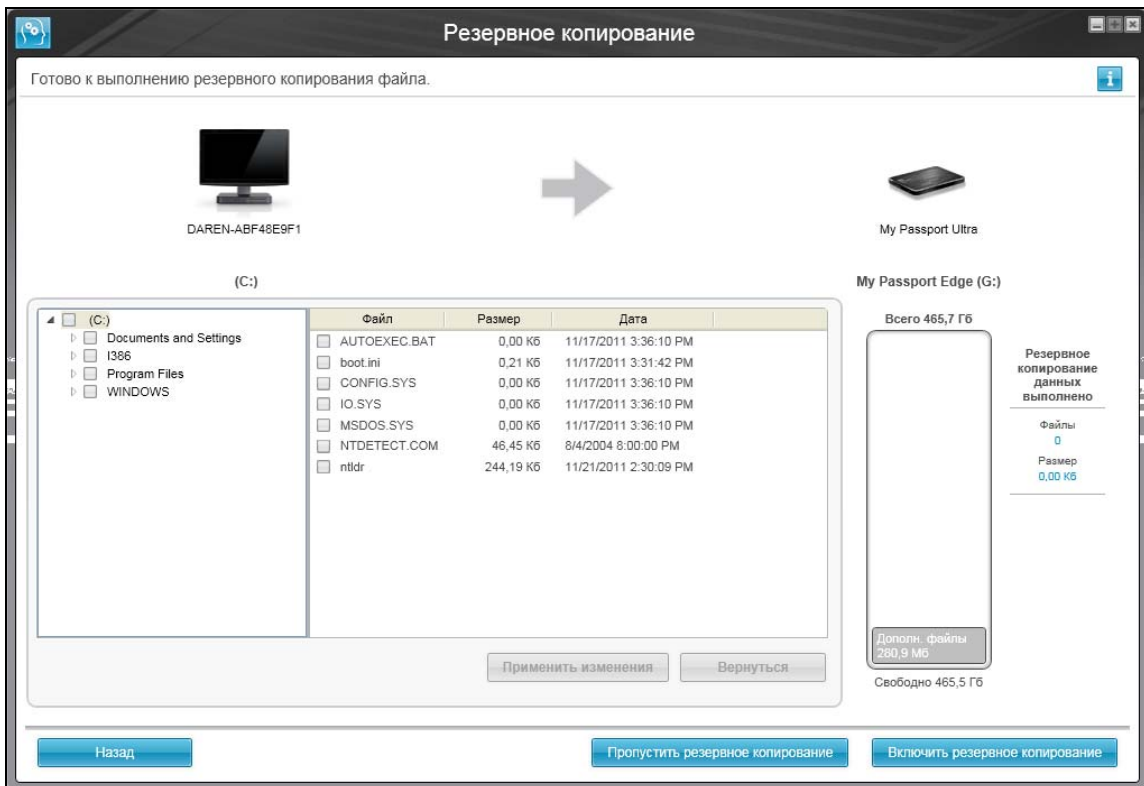 Резервное копирование
Готово к выполнению резервного копирования файла.
DAREN-ABF48E9F1
My Passport Ultra
(C:)
My Passport Edge (G:)
(C:)
Documents and Settings
I386
Program Files
WINDOWS
Файл Размер Дата
AUTOEXEC.BAT 0,00 Кб 11/17/2011 3:36:10 PM
boot.ini 0,21 Кб 11/17/2011 3:31:42 PM
CONFIG.SYS 0,00 Кб 11/17/2011 3:36:10 PM
IO.SYS 0,00 Кб 11/17/2011 3:36:10 PM
MSDOS.SYS 0,00 Кб 11/17/2011 3:36:10 PM
NTDETECT.COM 46,45 Кб 8/4/2004 8:00:00 PM
ntldr 244,19 Кб 11/21/2011 2:30:09 PM
Применить изменения Вернуться
Всего 465,7 Гб
Дополн. файлы
280,9 Мб
Свободно 465,5 Гб
Резервное
копирование
данных
выполнено
Файлы
0
Размер
0,00 Кб
Назад Пропустить резервное копирование Включить резервное копирование